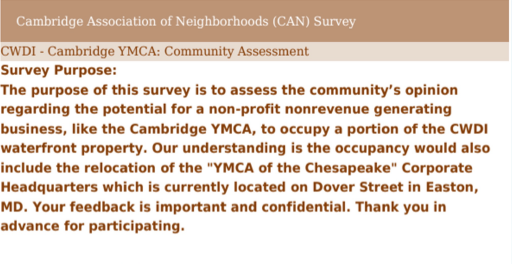 Cambridge Association of Neighborhoods (CAN) Survey
CWDI - Cambridge YMCA: Community Assessment
Survey Purpose:
The purpose of this survey is to assess the community’s opinion
regarding the potential for a non-profit nonrevenue generating
business, like the Cambridge YMCA, to occupy a portion of the CWDI
waterfront property. Our understanding is the occupancy would also
include the relocation of the "YMCA of the Chesapeake" Corporate
Headquarters which is currently located on Dover Street in Easton,
MD. Your feedback is important and confidential. Thank you in
advance for participating.